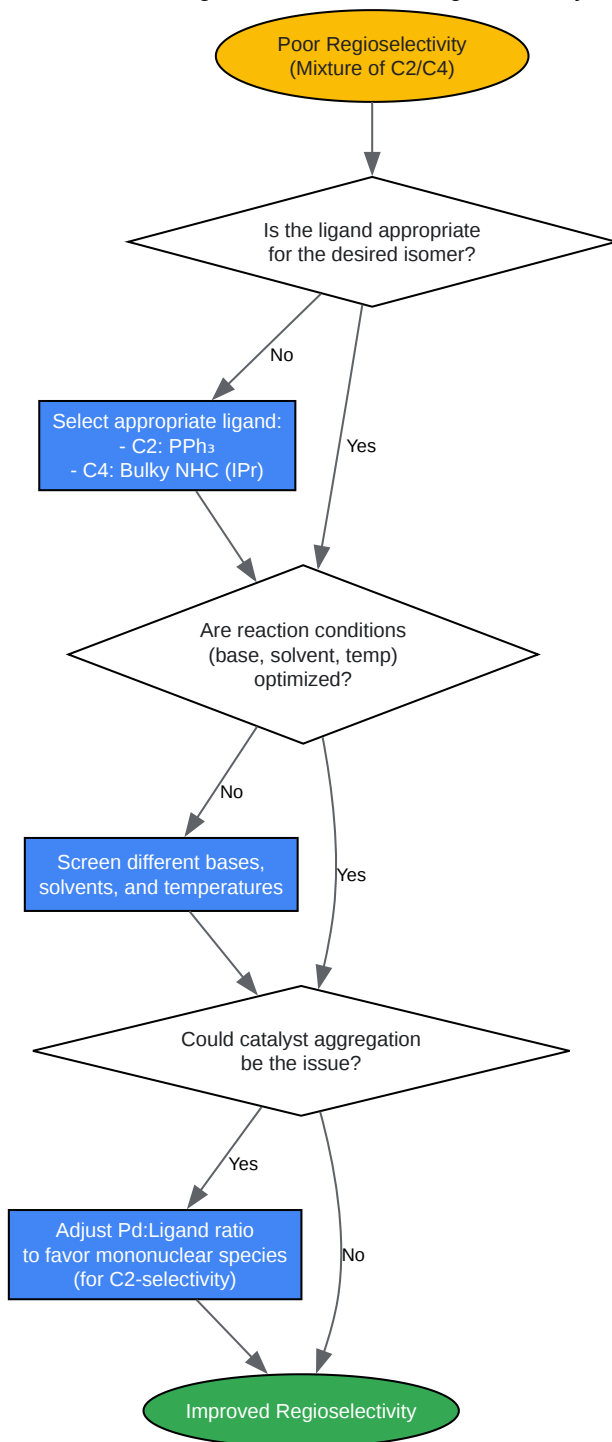 Poor Regioselectivity
(Mixture of C2/C4)
Is the ligand appropriate
for the desired isomer?
No
Yes
Select appropriate ligand:
- C2: PPh₃
- C4: Bulky NHC (IPr)
Are reaction conditions
(base, solvent, temp)
optimized?
No
Yes
Screen different bases,
solvents, and temperatures
Could catalyst aggregation
be the issue?
Yes
No
Adjust Pd:Ligand ratio
to favor mononuclear species
(for C2-selectivity)
Improved Regioselectivity